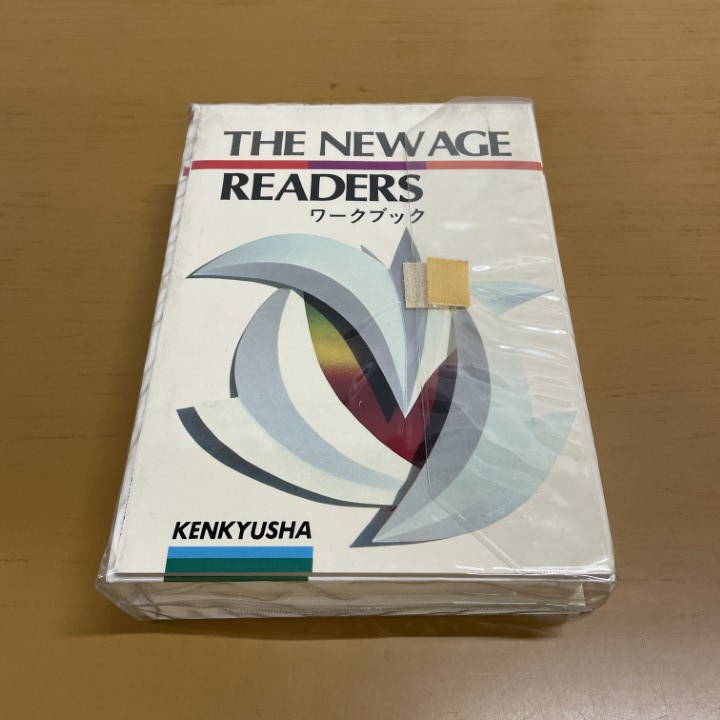 THE NEW AGE
READERS
ワークブック
KENKYUSHA